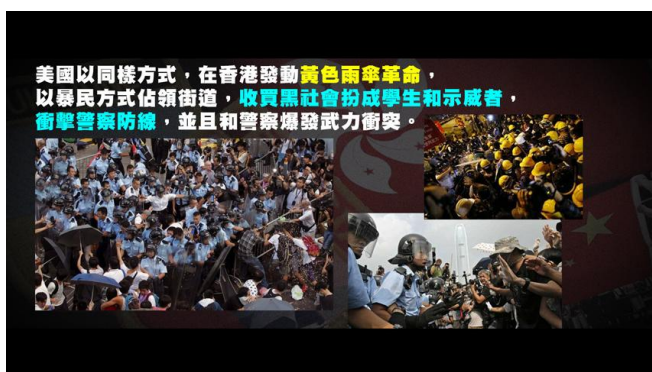 美國以同樣方式，在香港發動黃色雨傘革命，
以暴民方式佔領街道，收買黑社會扮成學生和示威者，
衝擊警察防線，並且和警察爆發武力衝突。